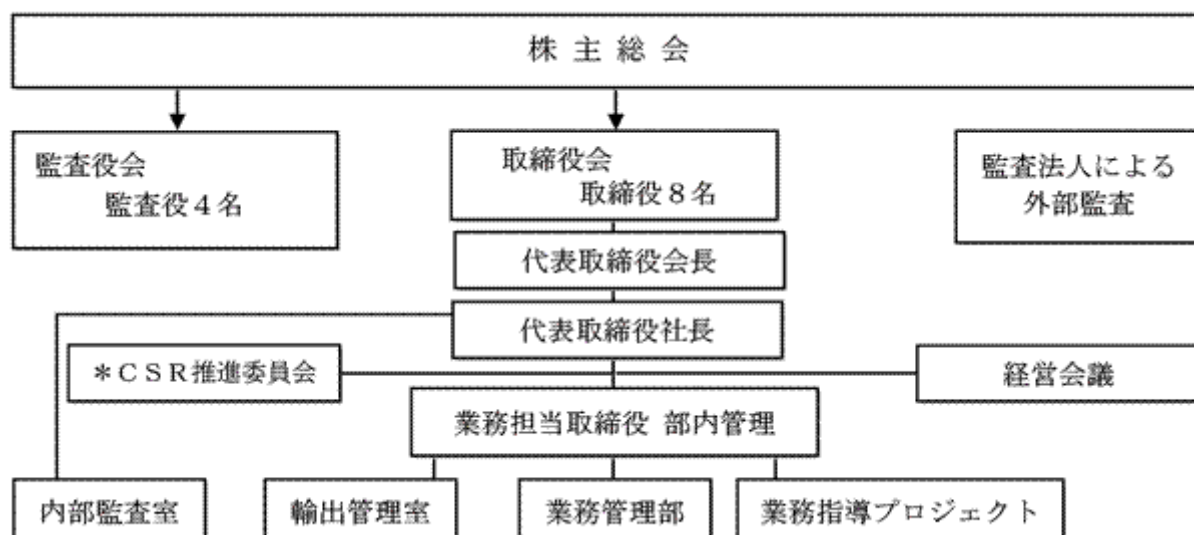 株 主 総 会
監査役会
監査役４名
取締役会
取締役８名
監査法人による
外部監査
代表取締役会長
代表取締役社長
＊ＣＳＲ推進委員会
経営会議
業務担当取締役 部内管理
内部監査室
輸出管理室
業務管理部
業務指導プロジェクト